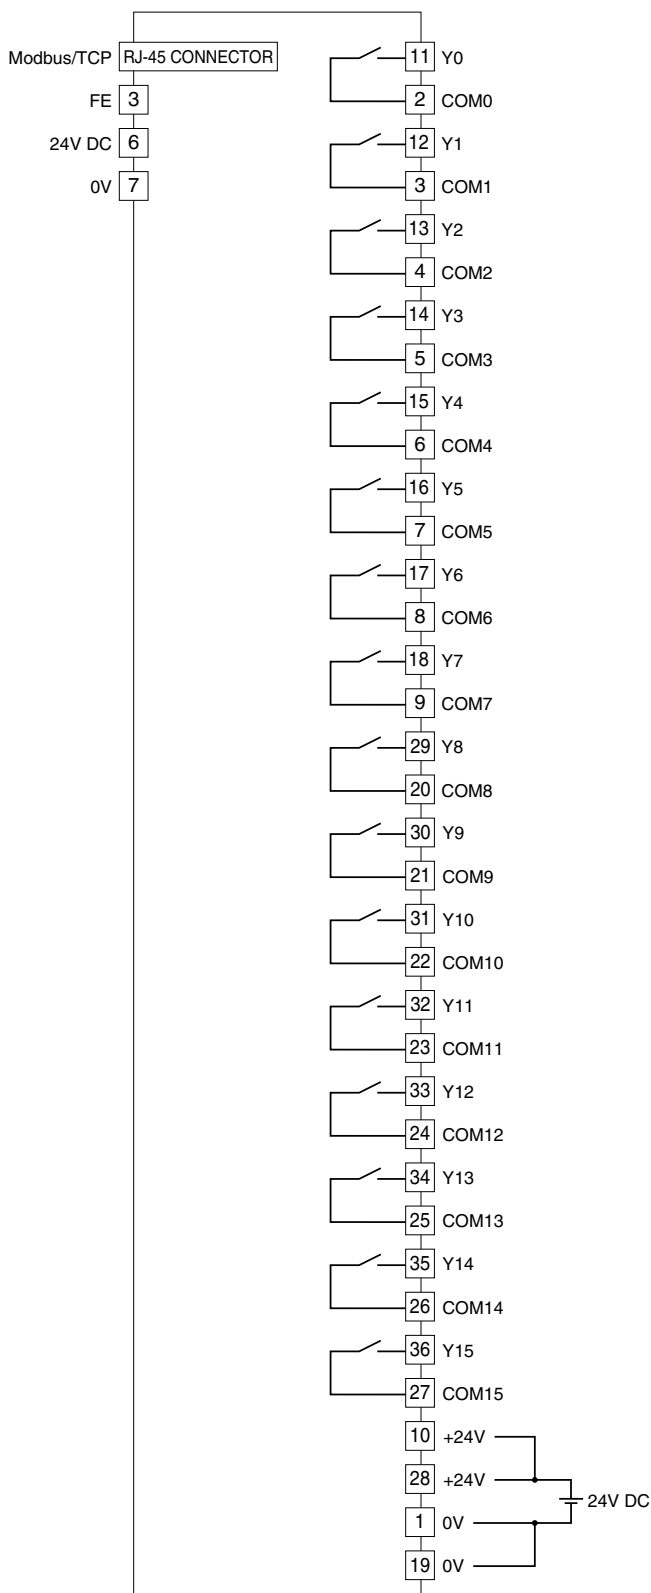 Modbus/TCP RJ-45 CONNECTOR 11 Y0
FE 3 2 COM0
24V DC 6 12 Y1
0V 7 3 COM1
13 Y2
4 COM2
14 Y3
5 COM3
15 Y4
6 COM4
16 Y5
7 COM5
17 Y6
8 COM6
18 Y7
9 COM7
29 Y8
20 COM8
30 Y9
21 COM9
31 Y10
22 COM10
32 Y11
23 COM11
33 Y12
24 COM12
34 Y13
25 COM13
35 Y14
26 COM14
36 Y15
27 COM15
10 +24V
28 +24V
24V DC
1 0V
19 0V